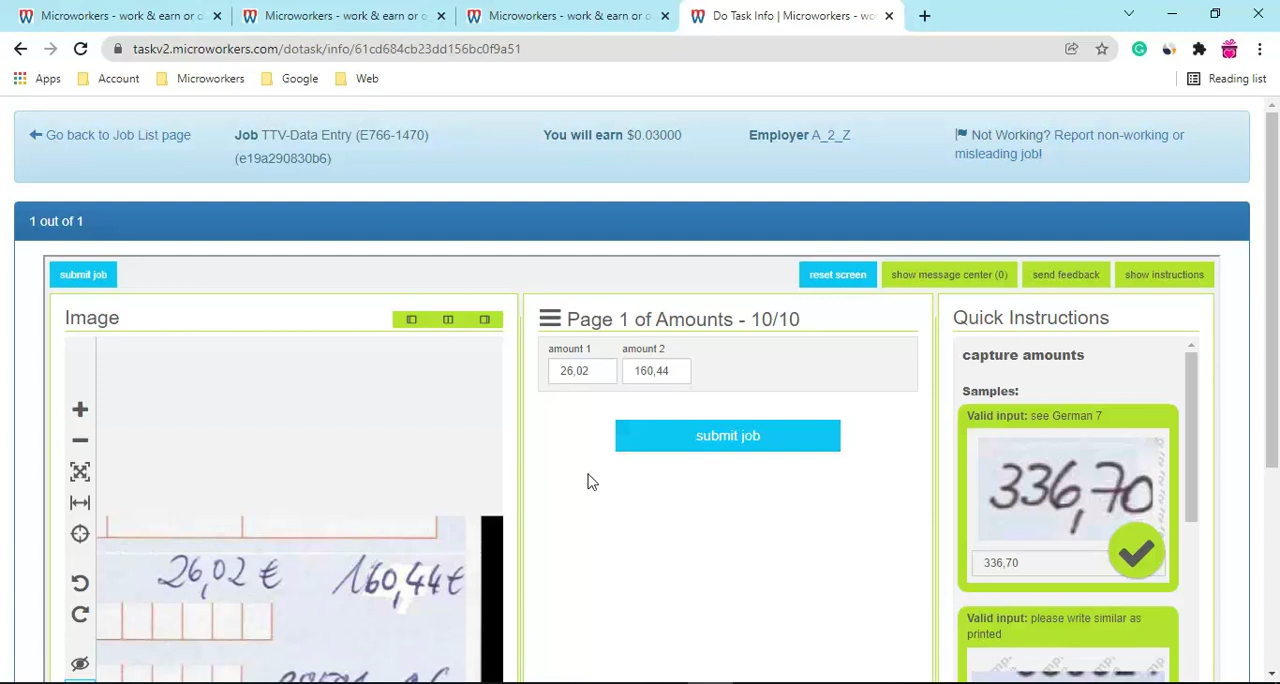 Microworkers - work & earn or c
Microworkers - work & earn or c
Microworkers - work & earn or c
Do Task Info | Microworkers - wo
taskv2.microworkers.com/dotask/info/61cd684cb23dd156bc0f9a51
Apps
Account
Microworkers
Google
Web
Reading list
Go back to Job List page
Job TTV-Data Entry (E766-1470)
(e19a290830b6)
You will earn $0.03000
Employer A_2_Z
Not Working? Report non-working or
misleading job!
1 out of 1
submit job
reset screen
show message center (0)
send feedback
show instructions
Image
Page 1 of Amounts - 10/10
amount 1
amount 2
26,02
160,44
submit job
26,02 €
160,44€
Quick Instructions
capture amounts
Samples:
Valid input: see German 7
336,70
336,70
Valid input: please write similar as
printed